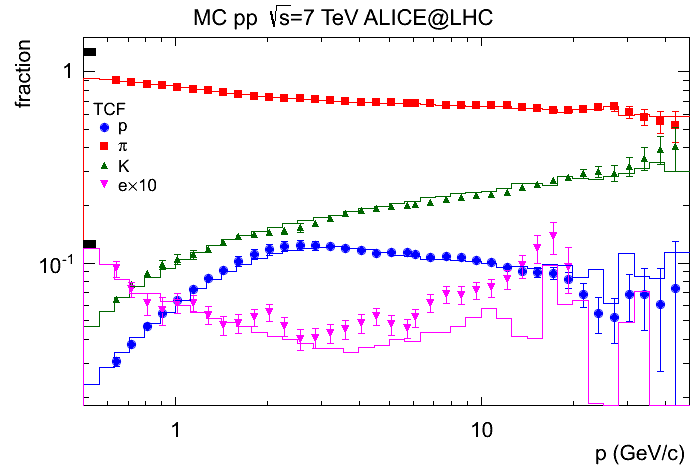 MC pp √s=7 TeV ALICE@LHC
fraction
1
TCF
p
π
K
e×10
10⁻¹
1
10
p (GeV/c)